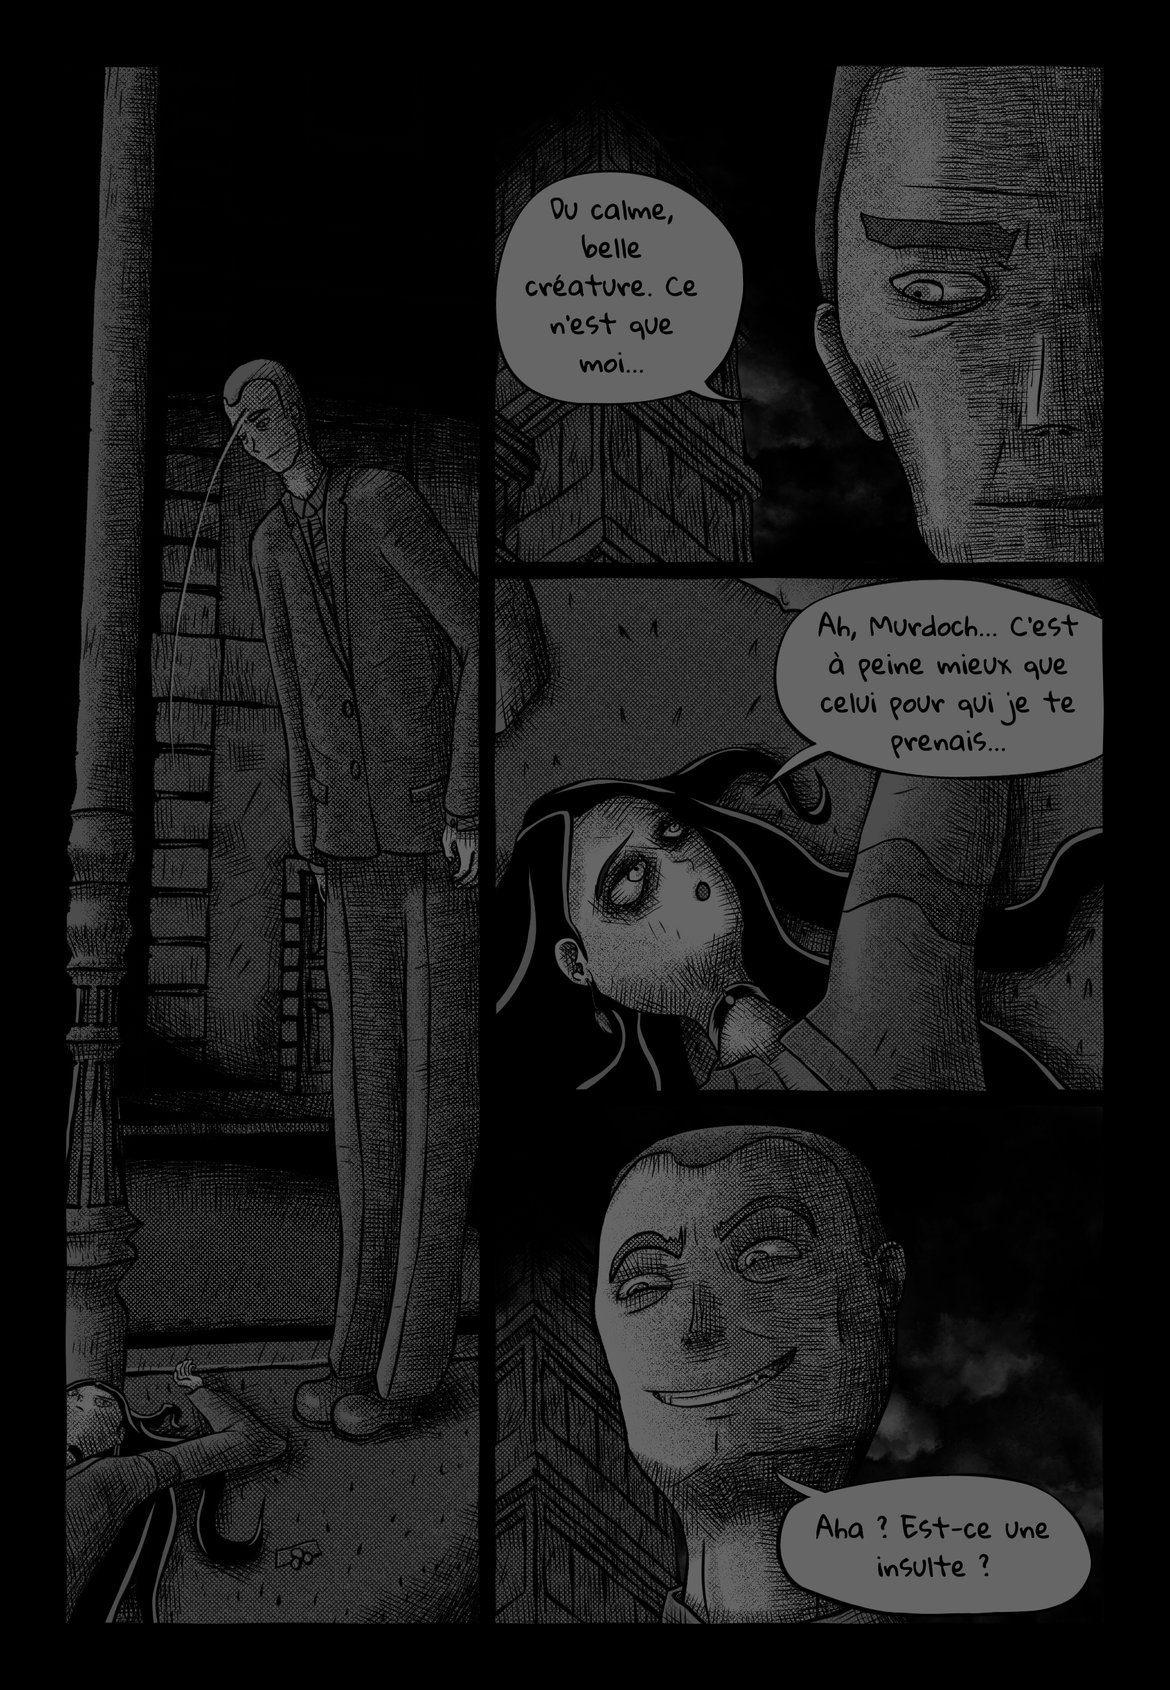 Du calme,
belle
créature. Ce
n'est que
moi...
Ah, Murdoch... C'est
à peine mieux que
celui pour qui je te
prenais...
Aha ? Est-ce une
insulte ?